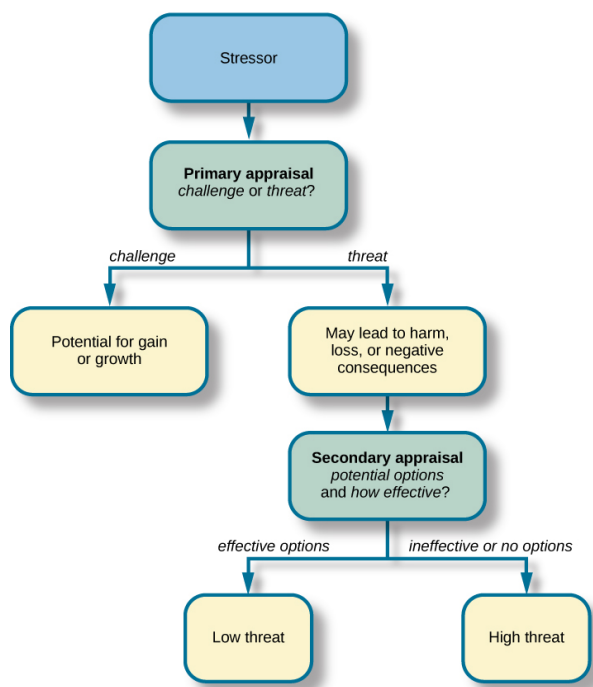 Stressor
Primary appraisal
challenge or threat?
challenge
threat
Potential for gain
or growth
May lead to harm,
loss, or negative
consequences
Secondary appraisal
potential options
and how effective?
effective options
ineffective or no options
Low threat
High threat